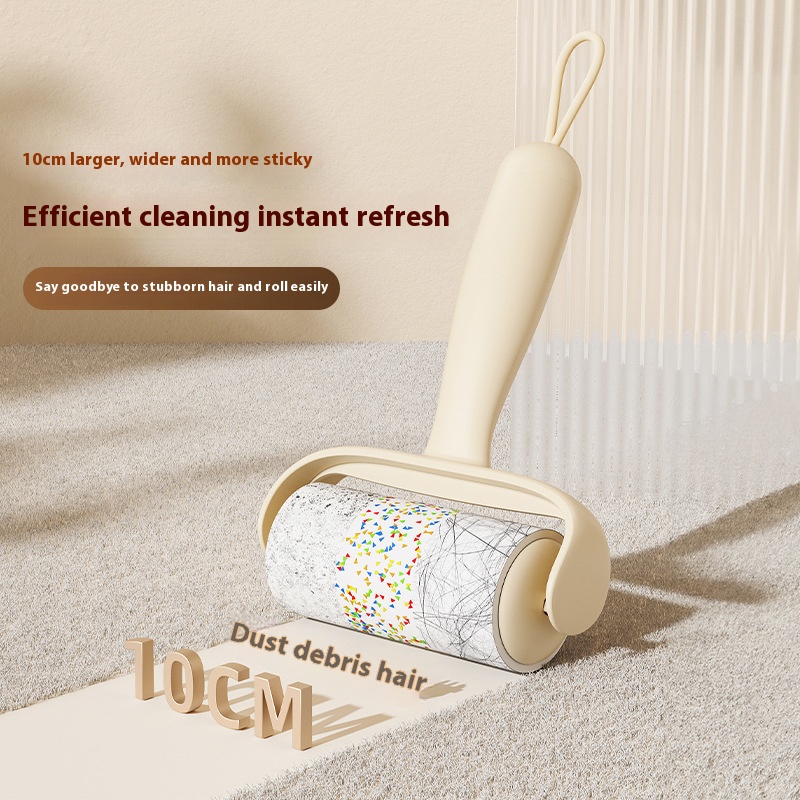 10cm larger, wider and more sticky
Efficient cleaning instant refresh
Say goodbye to stubborn hair and roll easily
Dust debris hair
10CM